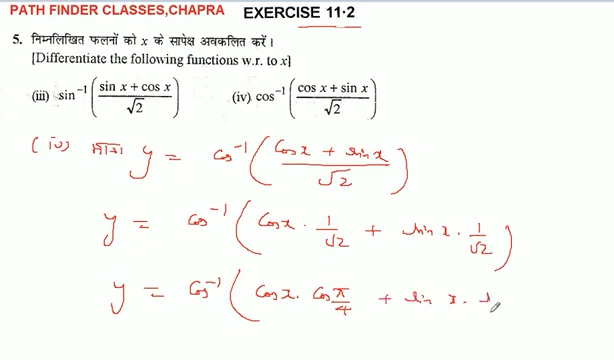 PATH FINDER CLASSES,CHAPRA EXERCISE 11·2
5. निम्नलिखित फलनों को x के सापेक्ष अवकलित करें।
[Differentiate the following functions w.r. to x]
(iii) sin⁻¹((sin x + cos x)/√2) (iv) cos⁻¹((cos x + sin x)/√2)
(iv) माना y = cos⁻¹((cos x + sin x)/√2)
y = cos⁻¹(cos x · 1/√2 + sin x · 1/√2)
y = cos⁻¹(cos x · cos π/4 + sin x ·